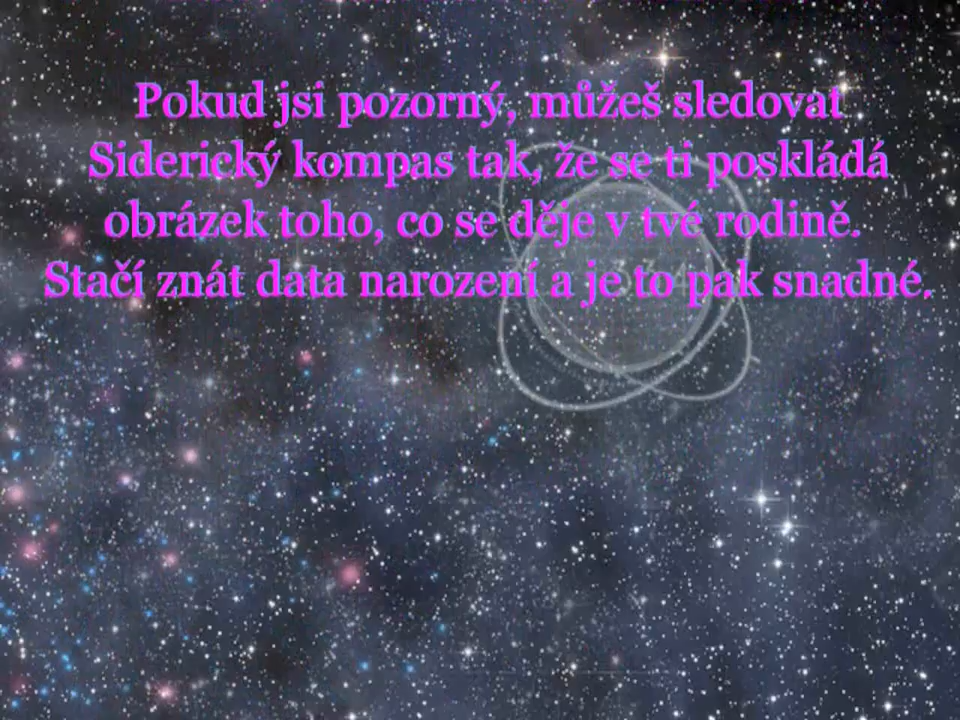 Pokud jsi pozorný, můžeš sledovat
Siderický kompas tak, že se ti poskládá
obrázek toho, co se děje v tvé rodině.
Stačí znát data narození a je to pak snadné.